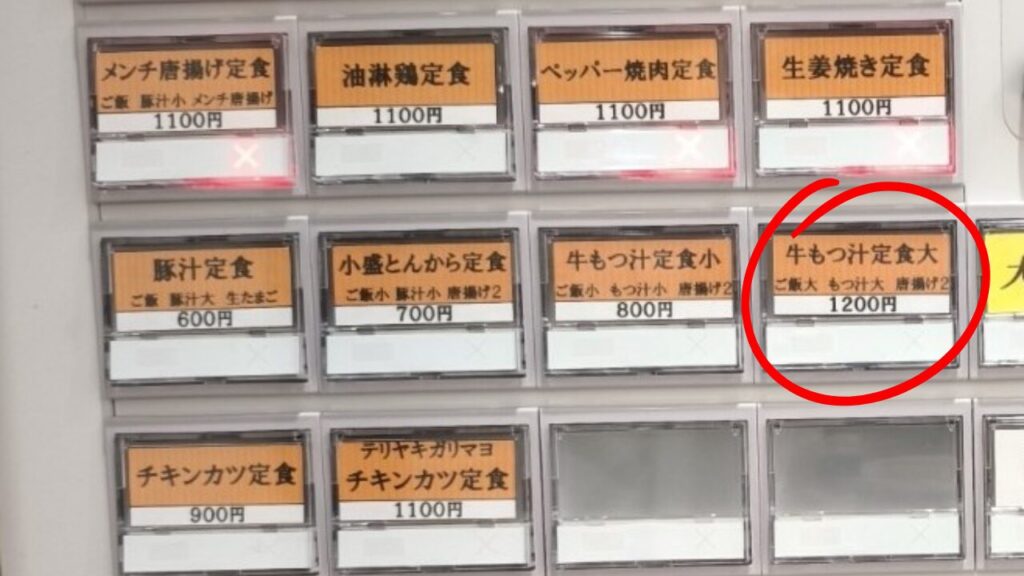 メンチ唐揚げ定食
ご飯 豚汁小 メンチ唐揚げ
1100円
油淋鶏定食
1100円
ペッパー焼肉定食
1100円
生姜焼き定食
1100円
豚汁定食
ご飯 豚汁大 生たまご
600円
小盛とんから定食
ご飯小 豚汁小 唐揚げ2
700円
牛もつ汁定食小
ご飯小 もつ汁小 唐揚げ2
800円
牛もつ汁定食大
ご飯大 もつ汁大 唐揚げ2
1200円
チキンカツ定食
900円
テリヤキガリマヨ
チキンカツ定食
1100円